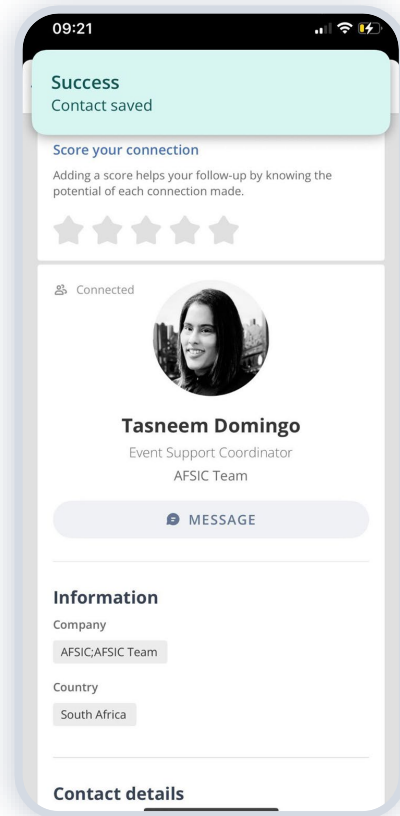 09:21
Success
Contact saved
Score your connection
Adding a score helps your follow-up by knowing the
potential of each connection made.
Connected
Tasneem Domingo
Event Support Coordinator
AFSIC Team
MESSAGE
Information
Company
AFSIC;AFSIC Team
Country
South Africa
Contact details